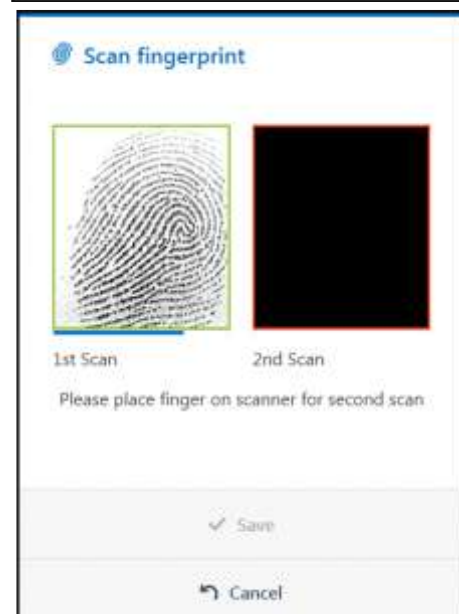 Scan fingerprint
1st Scan 2nd Scan
Please place finger on scanner for second scan
Save
Cancel